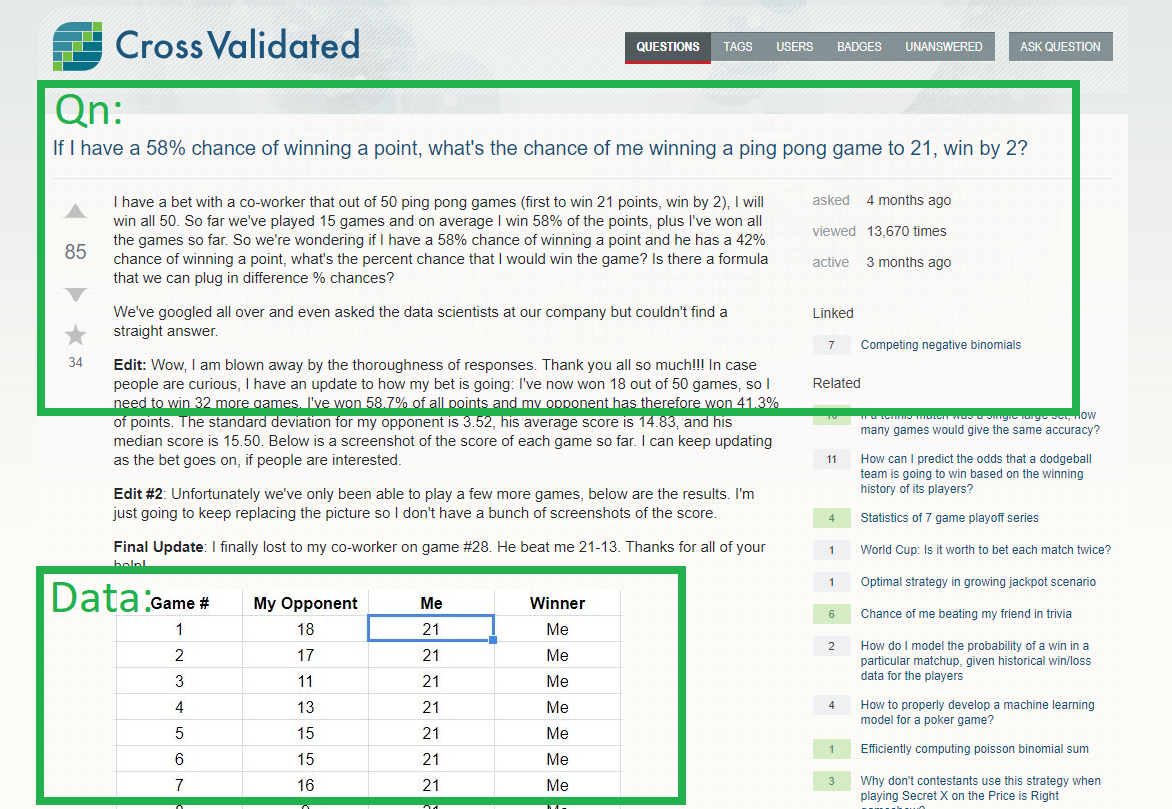 CrossValidated
QUESTIONS TAGS USERS BADGES UNANSWERED ASK QUESTION
Qn:
If I have a 58% chance of winning a point, what's the chance of me winning a ping pong game to 21, win by 2?
85
34
I have a bet with a co-worker that out of 50 ping pong games (first to win 21 points, win by 2), I will
win all 50. So far we've played 15 games and on average I win 58% of the points, plus I've won all
the games so far. So we're wondering if I have a 58% chance of winning a point and he has a 42%
chance of winning a point, what's the percent chance that I would win the game? Is there a formula
that we can plug in difference % chances?
We've googled all over and even asked the data scientists at our company but couldn't find a
straight answer.
Edit: Wow, I am blown away by the thoroughness of responses. Thank you all so much!!! In case
people are curious, I have an update to how my bet is going: I've now won 18 out of 50 games, so I
need to win 32 more games. I've won 58.7% of all points and my opponent has therefore won 41.3%
of points. The standard deviation for my opponent is 3.52, his average score is 14.83, and his
median score is 15.50. Below is a screenshot of the score of each game so far. I can keep updating
as the bet goes on, if people are interested.
Edit #2: Unfortunately we've only been able to play a few more games, below are the results. I'm
just going to keep replacing the picture so I don't have a bunch of screenshots of the score.
Final Update: I finally lost to my co-worker on game #28. He beat me 21-13. Thanks for all of your
help!
Data:
Game # My Opponent Me Winner
1 18 21 Me
2 17 21 Me
3 11 21 Me
4 13 21 Me
5 15 21 Me
6 15 21 Me
7 16 21 Me
8 9 21 Me
asked 4 months ago
viewed 13,670 times
active 3 months ago
Linked
7 Competing negative binomials
Related
10 If a tennis match was a single large set, how
many games would give the same accuracy?
11 How can I predict the odds that a dodgeball
team is going to win based on the winning
history of its players?
4 Statistics of 7 game playoff series
1 World Cup: Is it worth to bet each match twice?
1 Optimal strategy in growing jackpot scenario
6 Chance of me beating my friend in trivia
2 How do I model the probability of a win in a
particular matchup, given historical win/loss
data for the players
4 How to properly develop a machine learning
model for a poker game?
1 Efficiently computing poisson binomial sum
3 Why don't contestants use this strategy when
playing Secret X on the Price is Right
gameshow?